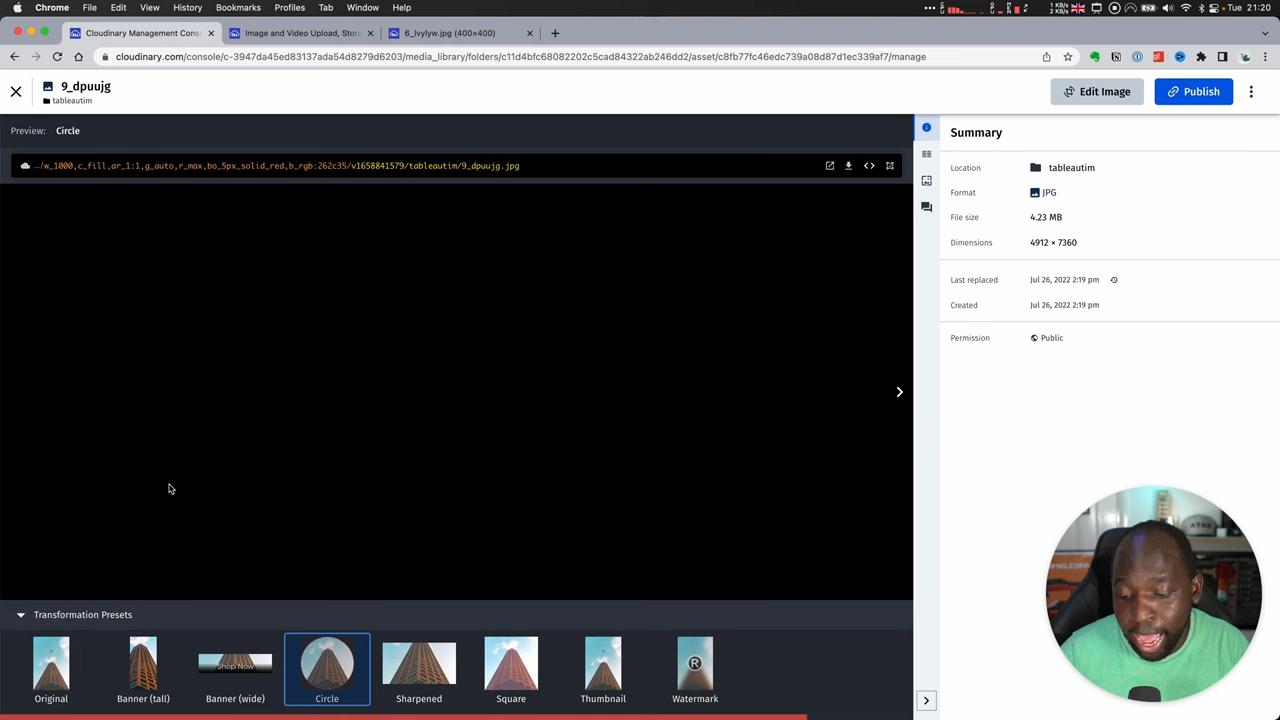 Chrome File Edit View History Bookmarks Profiles Tab Window Help
1 KB/s
2 KB/s
Tue 21:20
Cloudinary Management Cons
Image and Video Upload, Stora
6_lvylyw.jpg (400×400)
cloudinary.com/console/c-3947da45ed83137ada54d8279d6203/media_library/folders/c11d4bfc68082202c5cad84322ab246dd2/asset/c8fb77fc46edc739a08d87d1ec339af7/manage
9_dpuujg
tableautim
Edit Image
Publish
Preview: Circle
.../w_1000,c_fill,ar_1:1,g_auto,r_max,bo_5px_solid_red,b_rgb:262c35/v1658841579/tableautim/9_dpuujg.jpg
Summary
Location tableautim
Format JPG
File size 4.23 MB
Dimensions 4912 × 7360
Last replaced Jul 26, 2022 2:19 pm
Created Jul 26, 2022 2:19 pm
Permission Public
Transformation Presets
Shop Now
R
Original
Banner (tall)
Banner (wide)
Circle
Sharpened
Square
Thumbnail
Watermark